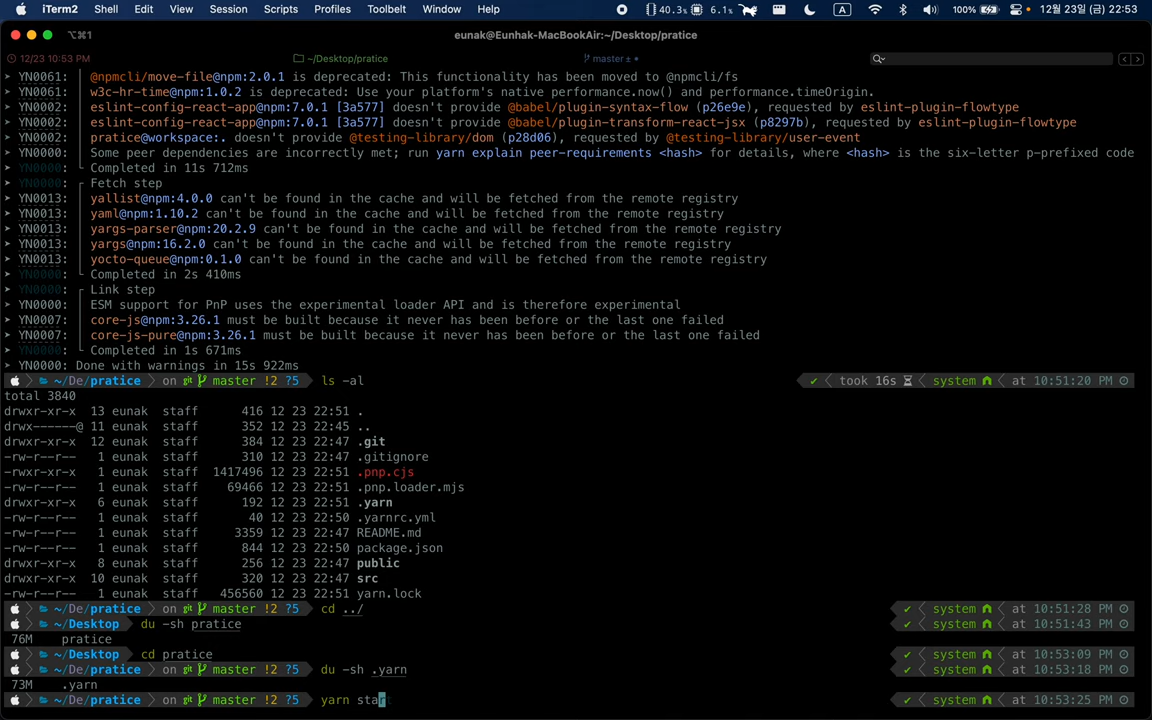 iTerm2 Shell Edit View Session Scripts Profiles Toolbelt Window Help 40.3% 6.1% A 100% 12월 23일 (금) 22:53
⌥⌘1 eunak@Eunhak-MacBookAir:~/Desktop/pratice
12/23 10:53 PM ~/Desktop/pratice master ± •
➤ YN0061: │ @npmcli/move-file@npm:2.0.1 is deprecated: This functionality has been moved to @npmcli/fs
➤ YN0061: │ w3c-hr-time@npm:1.0.2 is deprecated: Use your platform's native performance.now() and performance.timeOrigin.
➤ YN0002: │ eslint-config-react-app@npm:7.0.1 [3a577] doesn't provide @babel/plugin-syntax-flow (p26e9e), requested by eslint-plugin-flowtype
➤ YN0002: │ eslint-config-react-app@npm:7.0.1 [3a577] doesn't provide @babel/plugin-transform-react-jsx (p8297b), requested by eslint-plugin-flowtype
➤ YN0002: │ pratice@workspace:. doesn't provide @testing-library/dom (p28d06), requested by @testing-library/user-event
➤ YN0000: │ Some peer dependencies are incorrectly met; run yarn explain peer-requirements <hash> for details, where <hash> is the six-letter p-prefixed code
➤ YN0000: └ Completed in 11s 712ms
➤ YN0000: ┌ Fetch step
➤ YN0013: │ yallist@npm:4.0.0 can't be found in the cache and will be fetched from the remote registry
➤ YN0013: │ yaml@npm:1.10.2 can't be found in the cache and will be fetched from the remote registry
➤ YN0013: │ yargs-parser@npm:20.2.9 can't be found in the cache and will be fetched from the remote registry
➤ YN0013: │ yargs@npm:16.2.0 can't be found in the cache and will be fetched from the remote registry
➤ YN0013: │ yocto-queue@npm:0.1.0 can't be found in the cache and will be fetched from the remote registry
➤ YN0000: └ Completed in 2s 410ms
➤ YN0000: ┌ Link step
➤ YN0000: │ ESM support for PnP uses the experimental loader API and is therefore experimental
➤ YN0007: │ core-js@npm:3.26.1 must be built because it never has been before or the last one failed
➤ YN0007: │ core-js-pure@npm:3.26.1 must be built because it never has been before or the last one failed
➤ YN0000: └ Completed in 1s 671ms
➤ YN0000: Done with warnings in 15s 922ms
~/De/pratice on git master !2 ?5 ls -al ✔ took 16s system at 10:51:20 PM
total 3840
drwxr-xr-x 13 eunak staff 416 12 23 22:51 .
drwx------@ 11 eunak staff 352 12 23 22:45 ..
drwxr-xr-x 12 eunak staff 384 12 23 22:47 .git
-rw-r--r-- 1 eunak staff 310 12 23 22:47 .gitignore
-rwxr-xr-x 1 eunak staff 1417496 12 23 22:51 .pnp.cjs
-rw-r--r-- 1 eunak staff 69466 12 23 22:51 .pnp.loader.mjs
drwxr-xr-x 6 eunak staff 192 12 23 22:51 .yarn
-rw-r--r-- 1 eunak staff 40 12 23 22:50 .yarnrc.yml
-rw-r--r-- 1 eunak staff 3359 12 23 22:47 README.md
-rw-r--r-- 1 eunak staff 844 12 23 22:50 package.json
drwxr-xr-x 8 eunak staff 256 12 23 22:47 public
drwxr-xr-x 10 eunak staff 320 12 23 22:47 src
-rw-r--r-- 1 eunak staff 456560 12 23 22:51 yarn.lock
~/De/pratice on git master !2 ?5 cd ../ ✔ system at 10:51:28 PM
~/Desktop du -sh pratice ✔ system at 10:51:43 PM
76M pratice
~/Desktop cd pratice ✔ system at 10:53:09 PM
~/De/pratice on git master !2 ?5 du -sh .yarn ✔ system at 10:53:18 PM
73M .yarn
~/De/pratice on git master !2 ?5 yarn star ✔ system at 10:53:25 PM